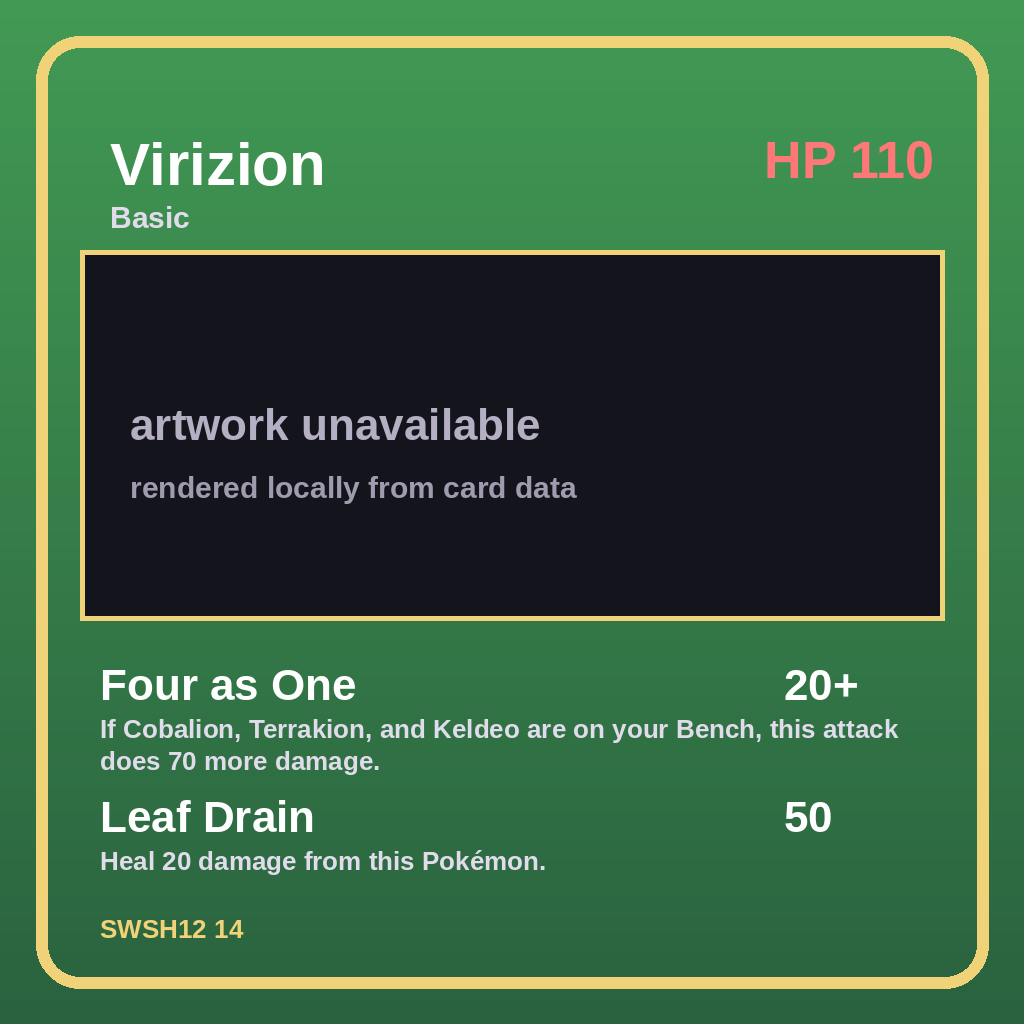 Virizion
HP 110
Basic
artwork unavailable
rendered locally from card data
Four as One
20+
If Cobalion, Terrakion, and Keldeo are on your Bench, this attack
does 70 more damage.
Leaf Drain
50
Heal 20 damage from this Pokémon.
SWSH12 14